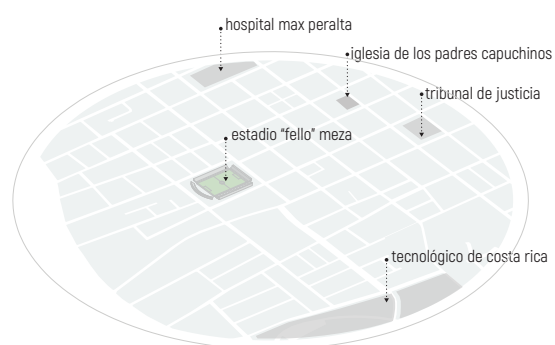 hospital max peralta
iglesia de los padres capuchinos
tribunal de justicia
estadio "fello" meza
tecnológico de costa rica